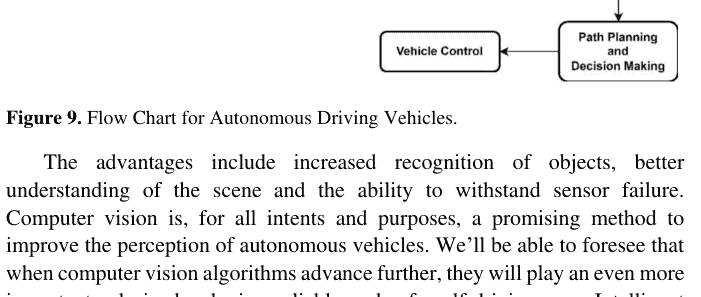 Path Planning
and
Decision Making
Vehicle Control
Figure 9. Flow Chart for Autonomous Driving Vehicles.
The advantages include increased recognition of objects, better
understanding of the scene and the ability to withstand sensor failure.
Computer vision is, for all intents and purposes, a promising method to
improve the perception of autonomous vehicles. We'll be able to foresee that
when computer vision algorithms advance further, they will play an even more